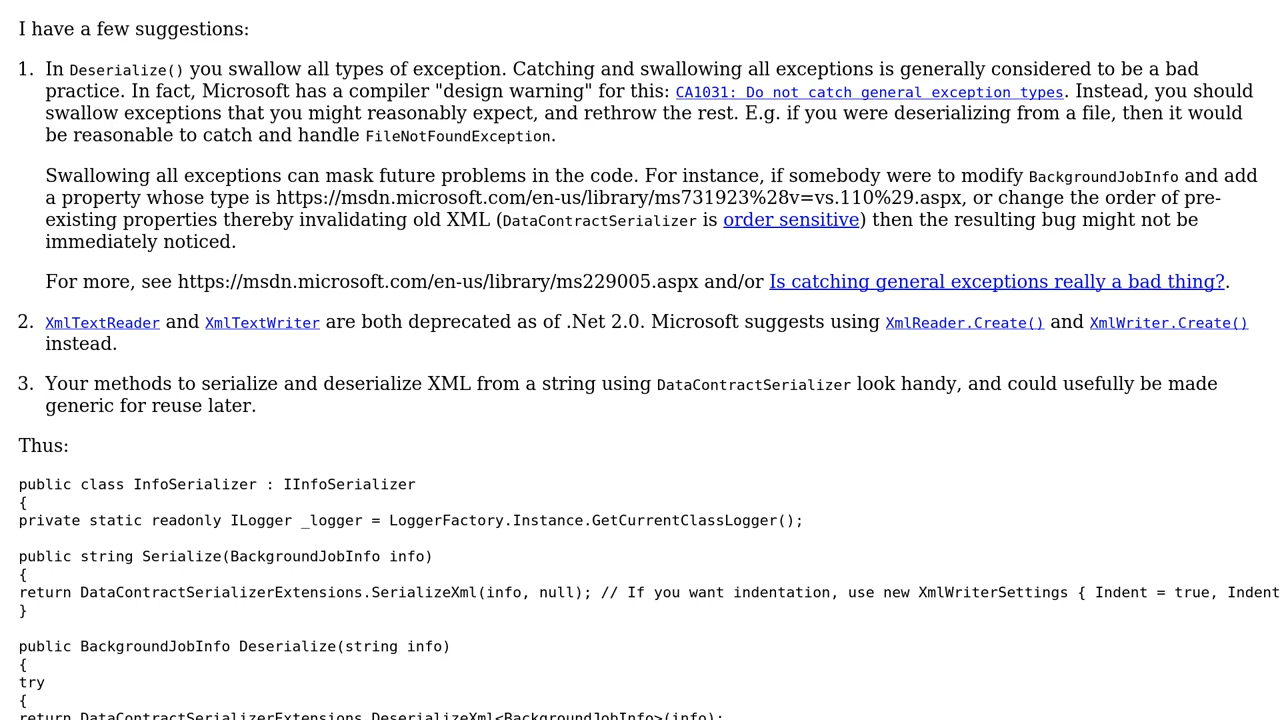 I have a few suggestions:
1. In Deserialize() you swallow all types of exception. Catching and swallowing all exceptions is generally considered to be a bad
practice. In fact, Microsoft has a compiler "design warning" for this: CA1031: Do not catch general exception types. Instead, you should
swallow exceptions that you might reasonably expect, and rethrow the rest. E.g. if you were deserializing from a file, then it would
be reasonable to catch and handle FileNotFoundException.
Swallowing all exceptions can mask future problems in the code. For instance, if somebody were to modify BackgroundJobInfo and add
a property whose type is https://msdn.microsoft.com/en-us/library/ms731923%28v=vs.110%29.aspx, or change the order of pre-
existing properties thereby invalidating old XML (DataContractSerializer is order sensitive) then the resulting bug might not be
immediately noticed.
For more, see https://msdn.microsoft.com/en-us/library/ms229005.aspx and/or Is catching general exceptions really a bad thing?.
2. XmlTextReader and XmlTextWriter are both deprecated as of .Net 2.0. Microsoft suggests using XmlReader.Create() and XmlWriter.Create()
instead.
3. Your methods to serialize and deserialize XML from a string using DataContractSerializer look handy, and could usefully be made
generic for reuse later.
Thus:
public class InfoSerializer : IInfoSerializer
{
private static readonly ILogger _logger = LoggerFactory.Instance.GetCurrentClassLogger();
public string Serialize(BackgroundJobInfo info)
{
return DataContractSerializerExtensions.SerializeXml(info, null); // If you want indentation, use new XmlWriterSettings { Indent = true, Indent
}
public BackgroundJobInfo Deserialize(string info)
{
try
{
return DataContractSerializerExtensions.DeserializeXml<BackgroundJobInfo>(info);